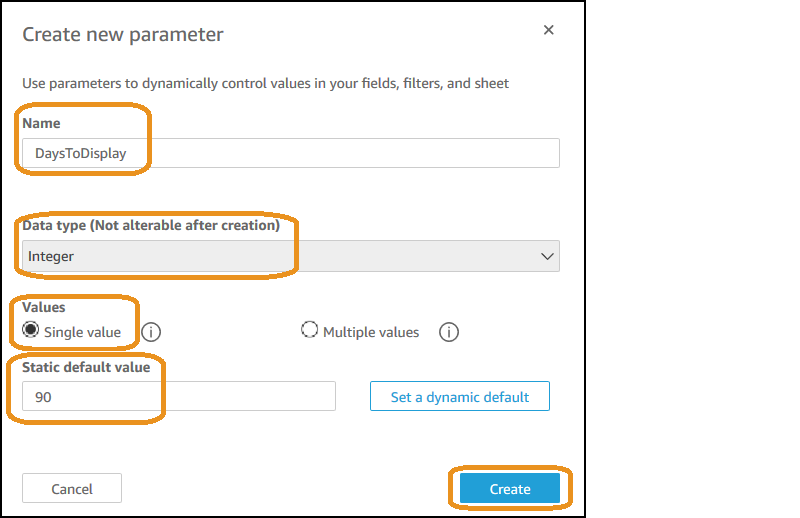 Create new parameter
Use parameters to dynamically control values in your fields, filters, and sheet
Name
DaysToDisplay
Data type (Not alterable after creation)
Integer
Values
Single value
Multiple values
Static default value
90
Set a dynamic default
Cancel
Create